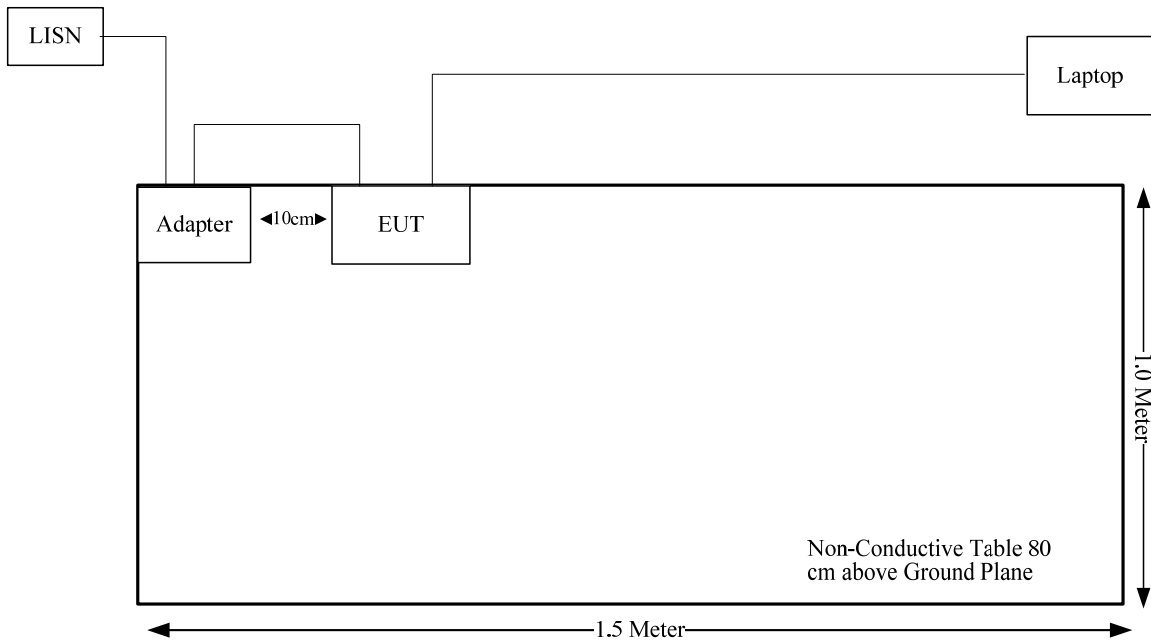 LISN
Laptop
Adapter
10cm
EUT
1.0 Meter
Non-Conductive Table 80
cm above Ground Plane
1.5 Meter